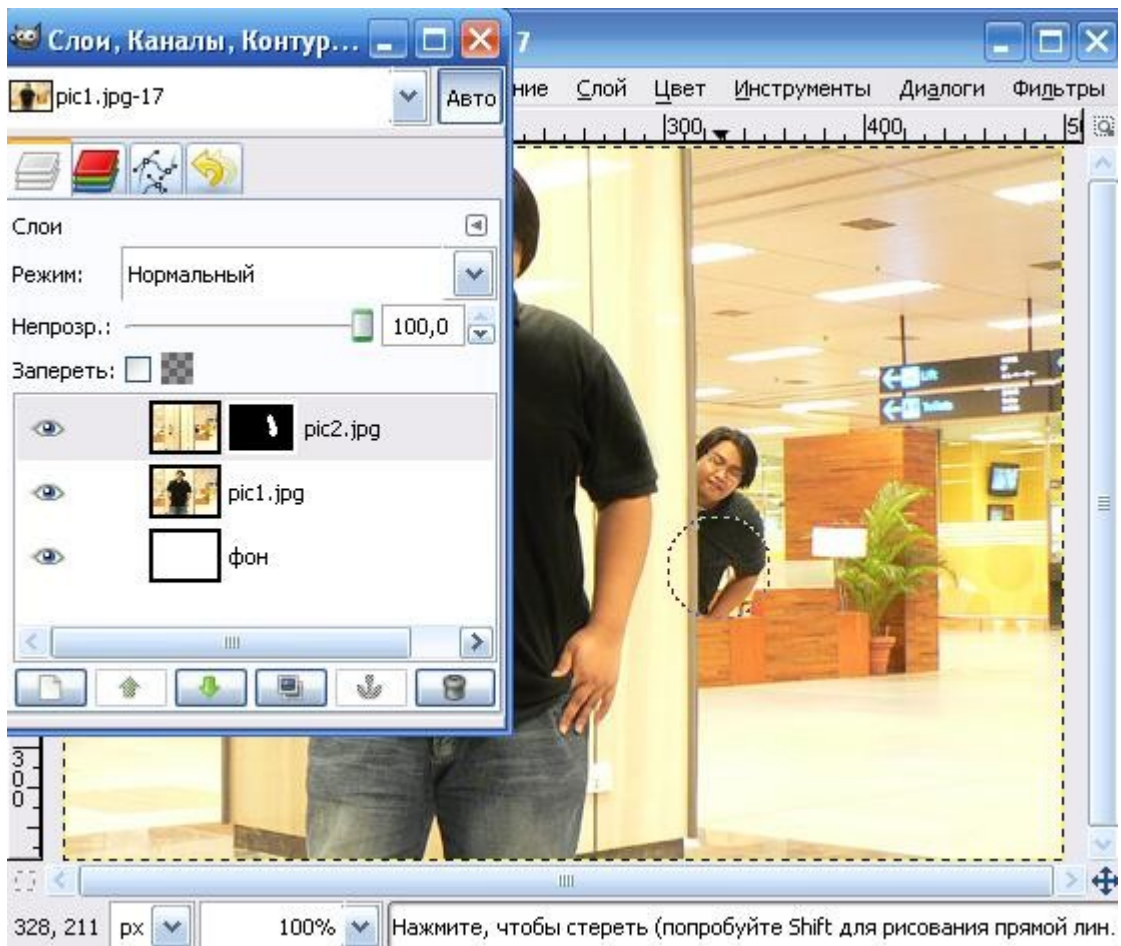 Слои, Каналы, Контур...
7
pic1.jpg-17
Авто
ние Слой Цвет Инструменты Диалоги Фильтры
300 400
Слои
Режим: Нормальный
Непрозр.: 100,0
Запереть:
pic2.jpg
pic1.jpg
фон
Lift
Toilets
300
328, 211 px 100% Нажмите, чтобы стереть (попробуйте Shift для рисования прямой лин.